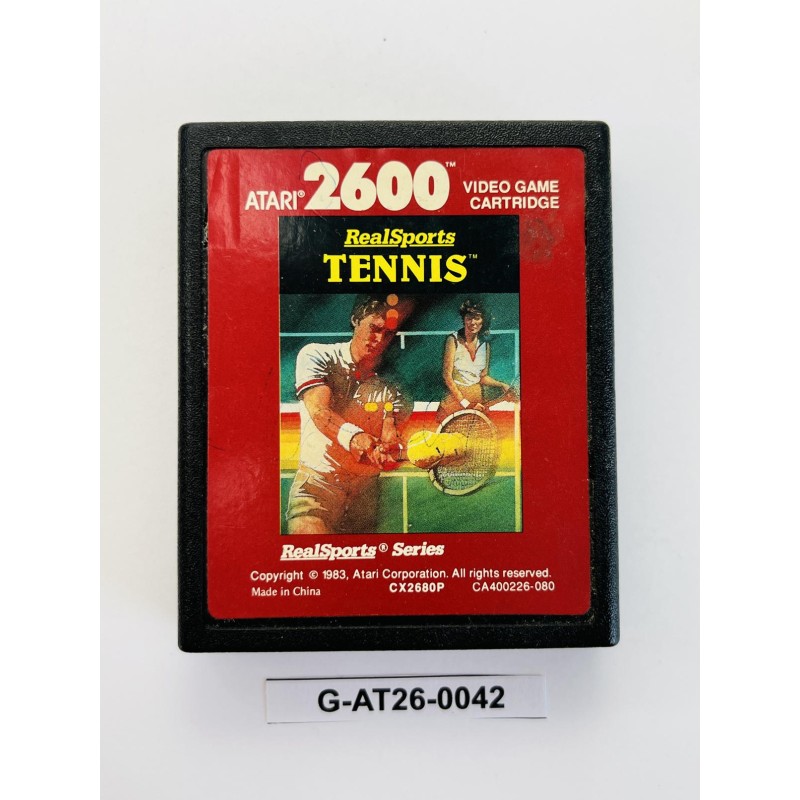 ATARI® 2600™ VIDEO GAME
CARTRIDGE
RealSports
TENNIS™
RealSports® Series
Copyright © 1983, Atari Corporation. All rights reserved.
Made in China CX2680P CA400226-080
G-AT26-0042